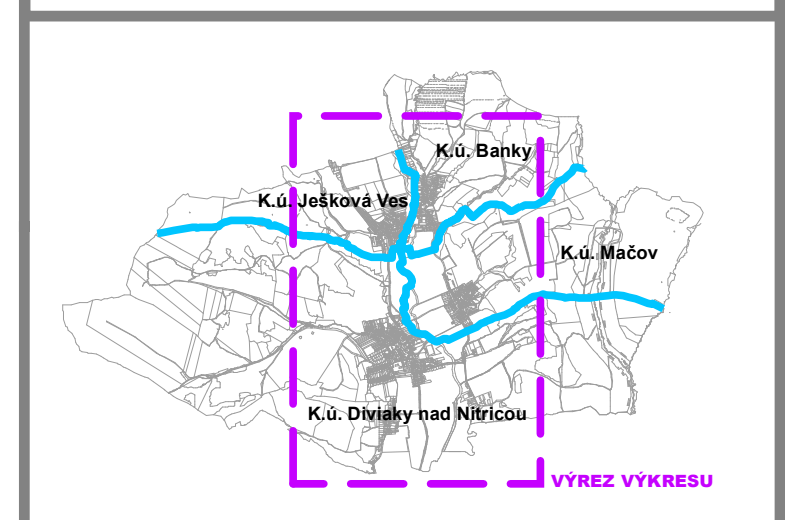 K.ú. Banky
K.ú. Ješková Ves
K.ú. Mačov
K.ú. Diviaky nad Nitricou
VÝREZ VÝKRESU